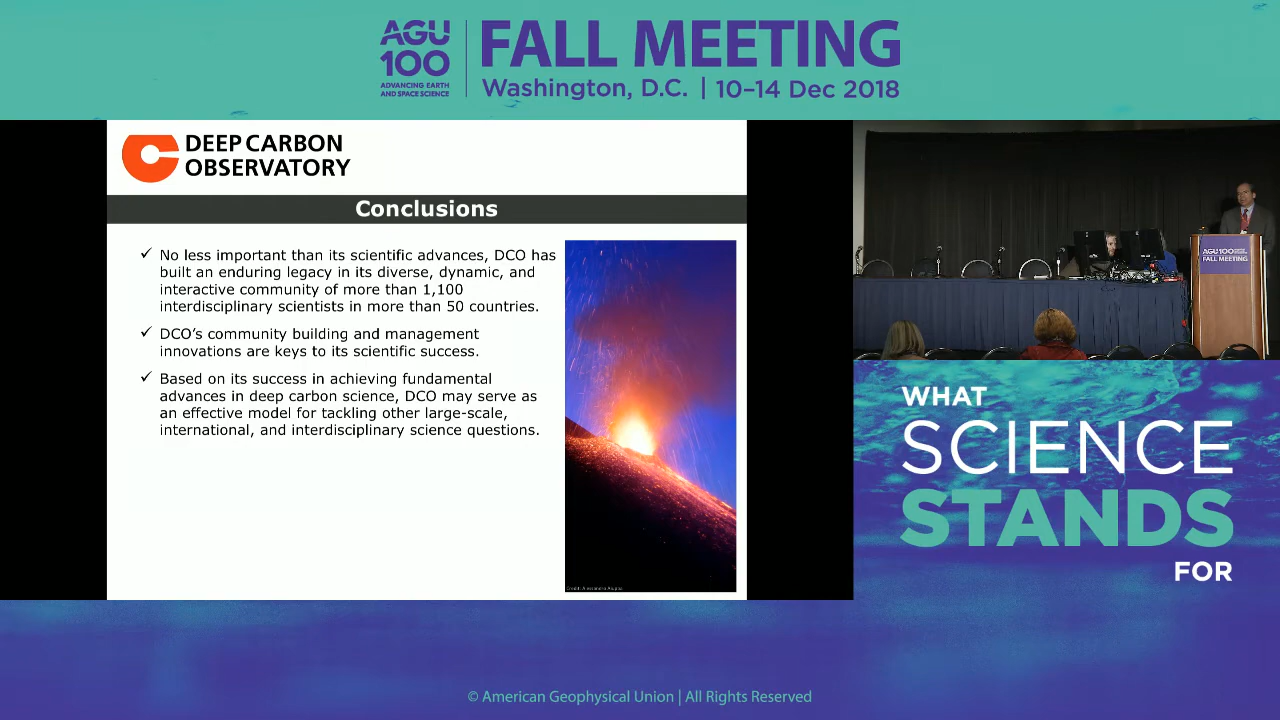 AGU
100
ADVANCING EARTH
AND SPACE SCIENCE
FALL MEETING
Washington, D.C. | 10–14 Dec 2018
DEEP CARBON
OBSERVATORY
Conclusions
✓ No less important than its scientific advances, DCO has
built an enduring legacy in its diverse, dynamic, and
interactive community of more than 1,100
interdisciplinary scientists in more than 50 countries.
✓ DCO’s community building and management
innovations are keys to its scientific success.
✓ Based on its success in achieving fundamental
advances in deep carbon science, DCO may serve as
an effective model for tackling other large-scale,
international, and interdisciplinary science questions.
AGU100
FALL MEETING
WHAT
SCIENCE
STANDS
FOR
© American Geophysical Union | All Rights Reserved